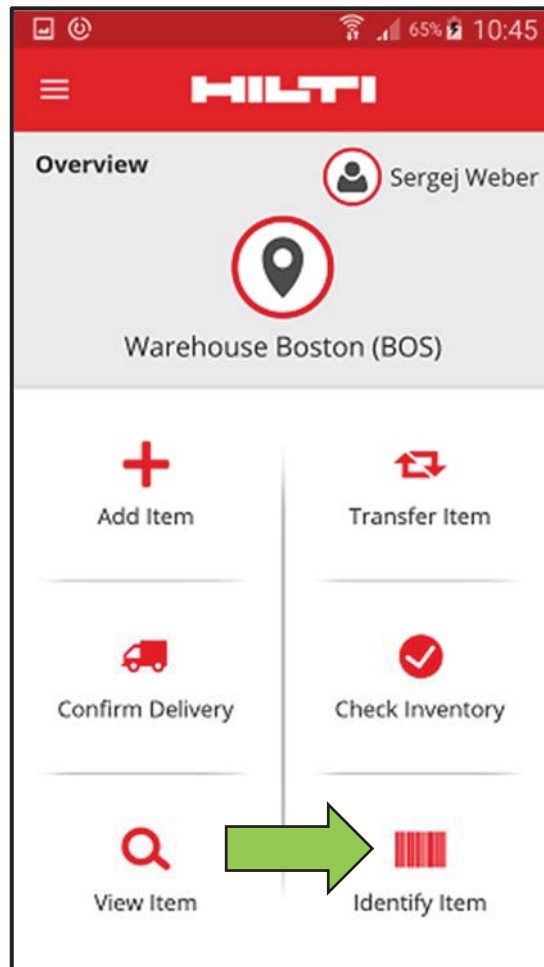 65% 10:45
HILTI
Overview
Sergej Weber
Warehouse Boston (BOS)
Add Item
Transfer Item
Confirm Delivery
Check Inventory
View Item
Identify Item